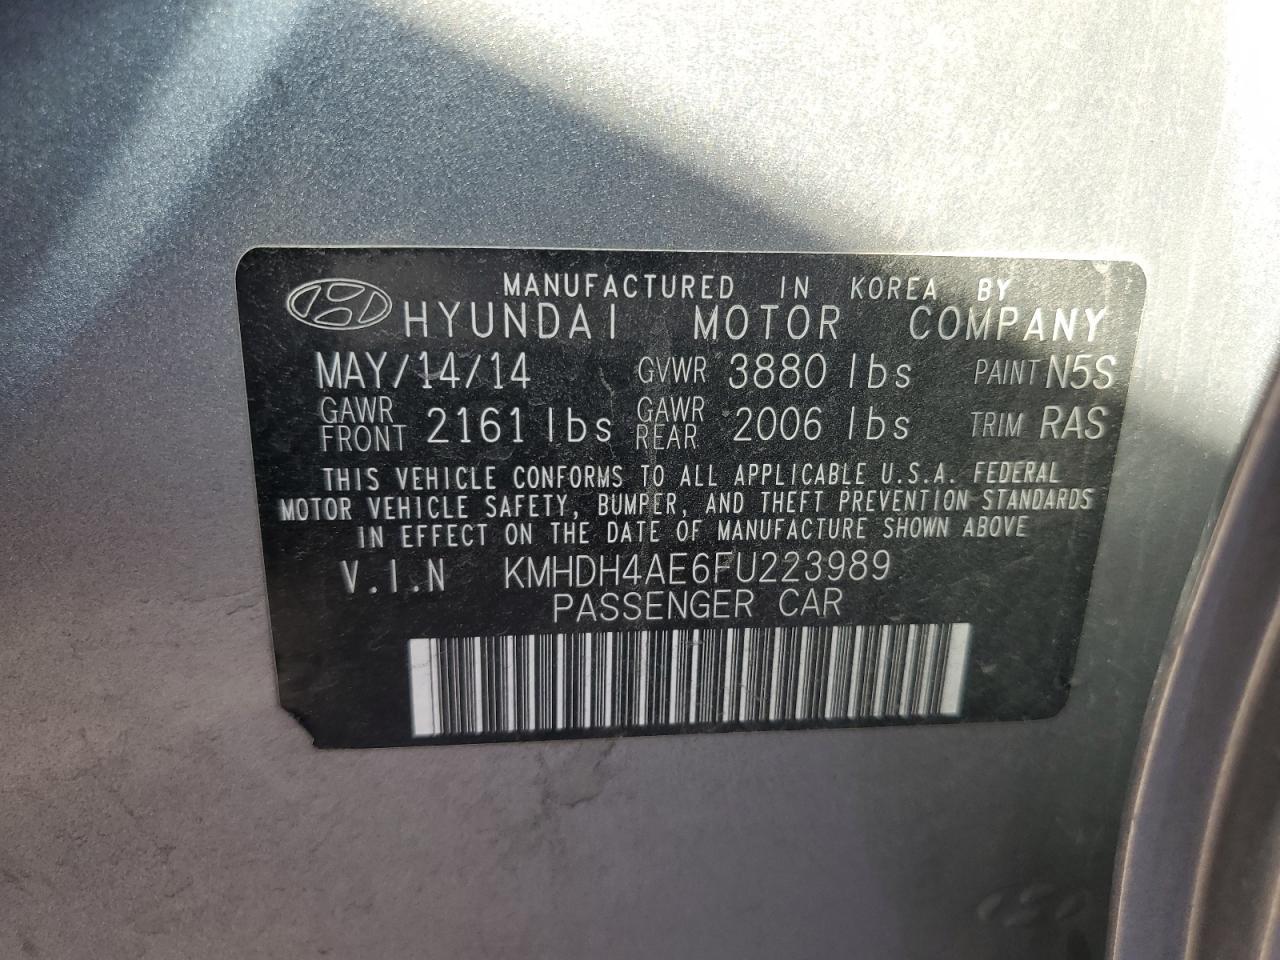 MANUFACTURED IN KOREA BY
HYUNDAI MOTOR COMPANY
MAY/14/14 GVWR 3880 lbs PAINT N5S
GAWR FRONT 2161 lbs GAWR REAR 2006 lbs TRIM RAS
THIS VEHICLE CONFORMS TO ALL APPLICABLE U.S.A. FEDERAL
MOTOR VEHICLE SAFETY, BUMPER, AND THEFT PREVENTION STANDARDS
IN EFFECT ON THE DATE OF MANUFACTURE SHOWN ABOVE
V.I.N KMHDH4AE6FU223989
PASSENGER CAR